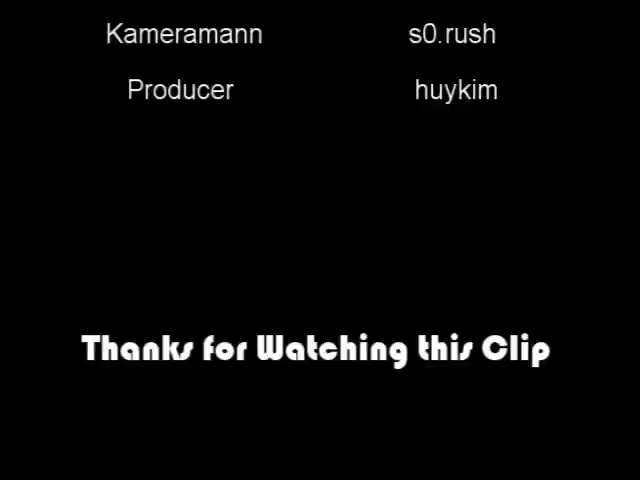 Kameramann s0.rush
Producer huykim
Thanks for Watching this Clip